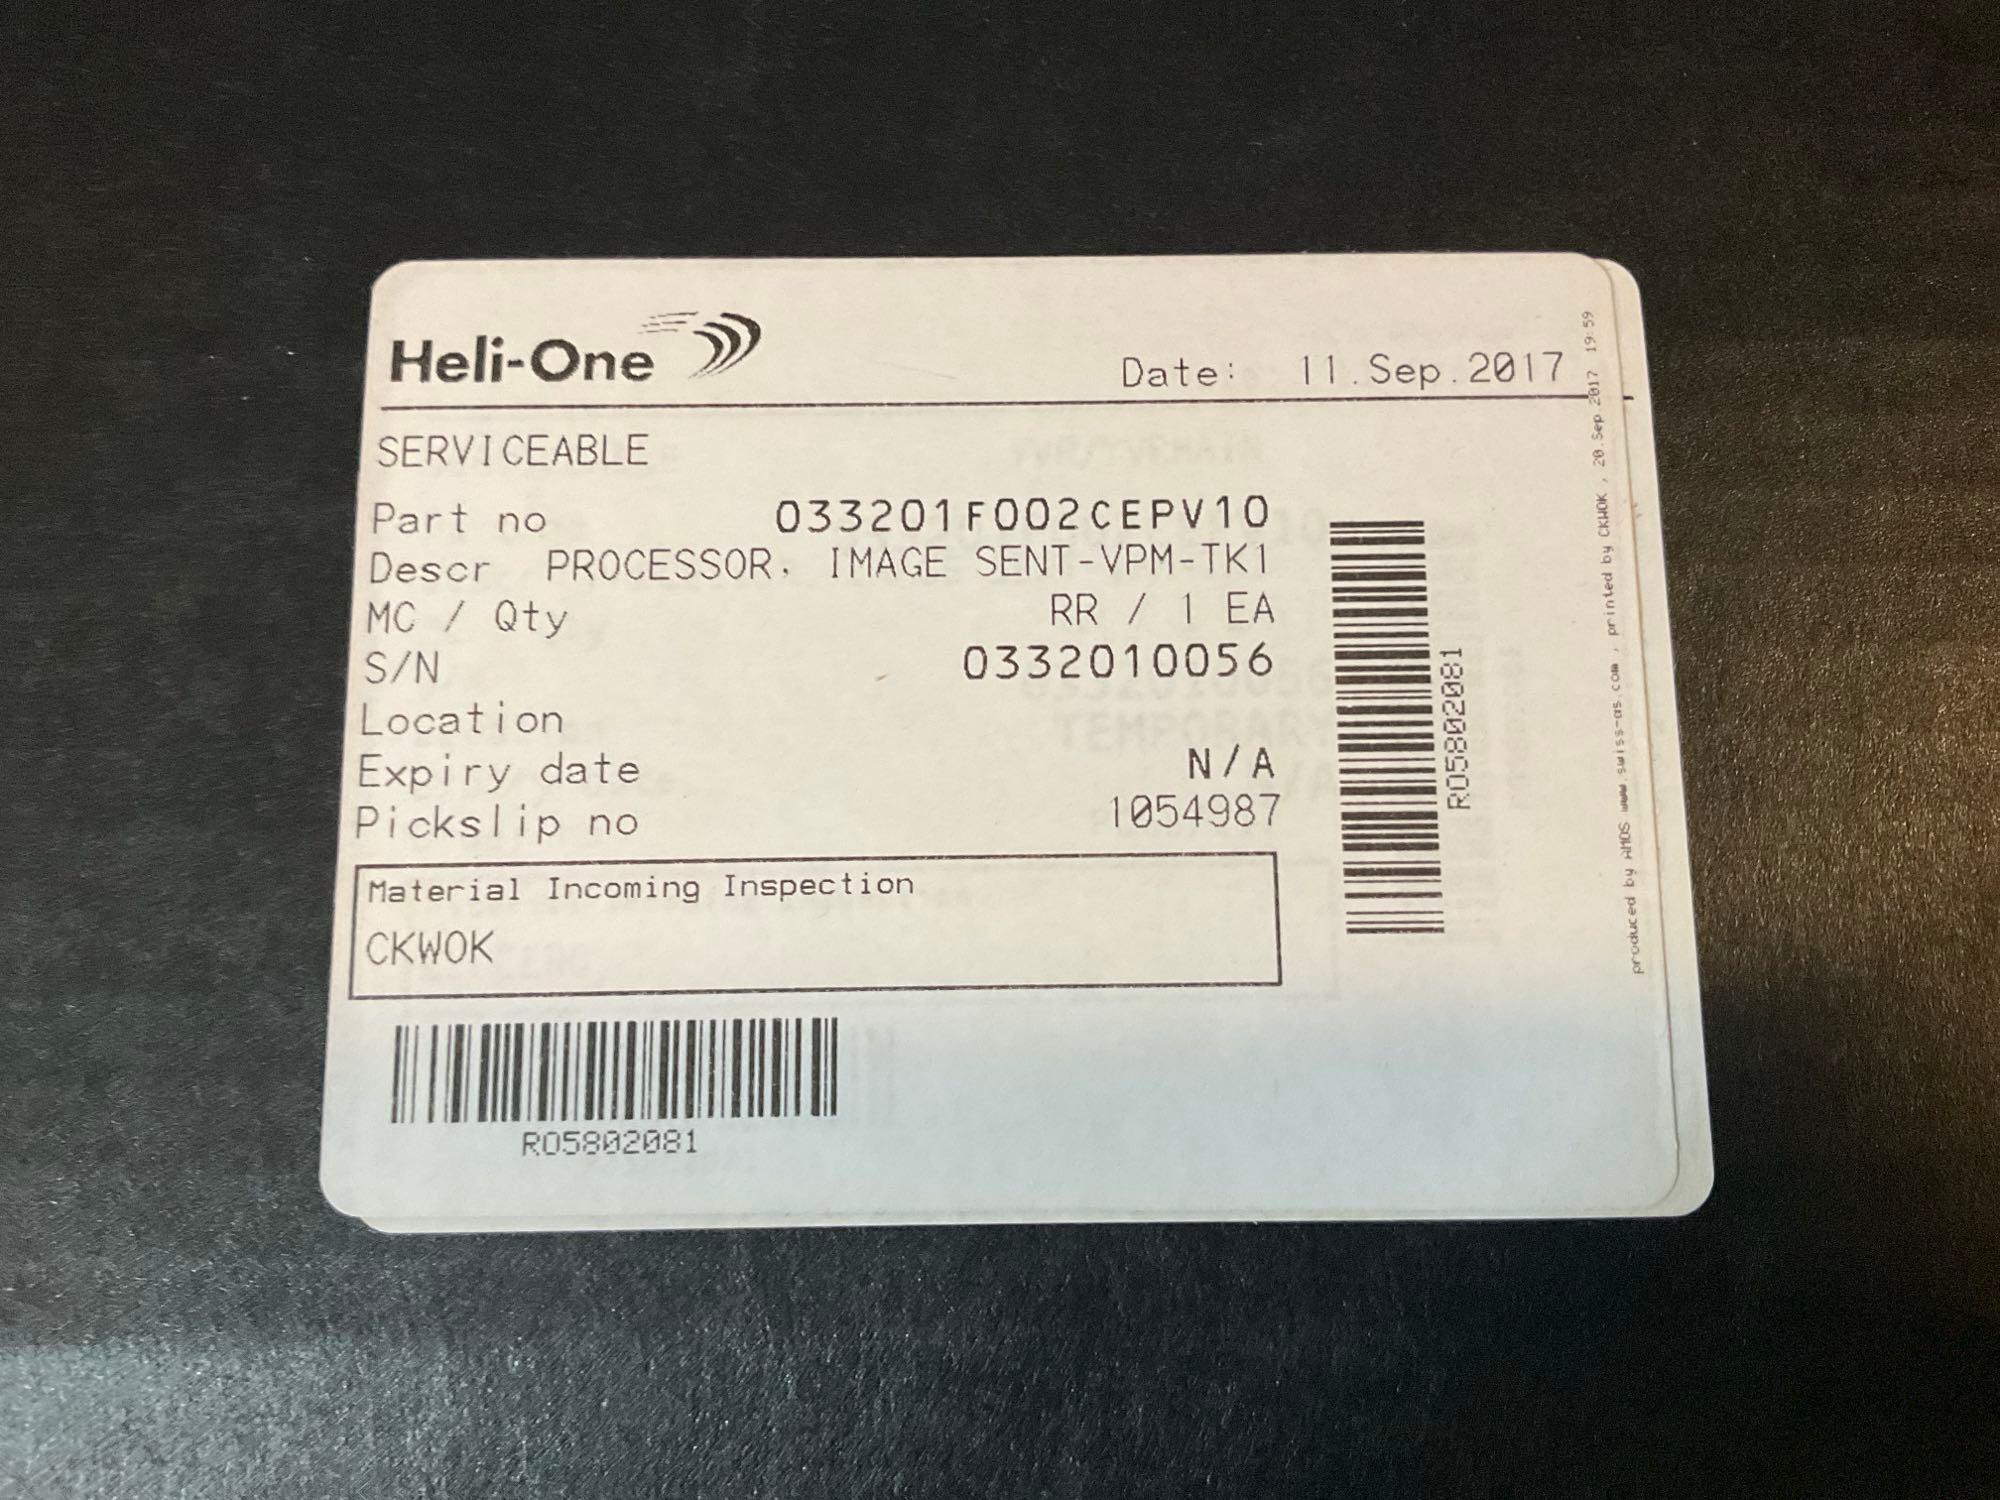 Heli-One
Date: 11.Sep.2017
SERVICEABLE
Part no 033201F002CEPV10
Descr PROCESSOR, IMAGE SENT-VPM-TK1
MC / Qty RR / 1 EA
S/N 0332010056
Location
Expiry date N/A
Pickslip no 1054987
Material Incoming Inspection
CKWOK
RO5802081
RO5802081
produced by AMOS www.swiss-as.com, printed by CKWOK, 20.Sep 2017 19:59